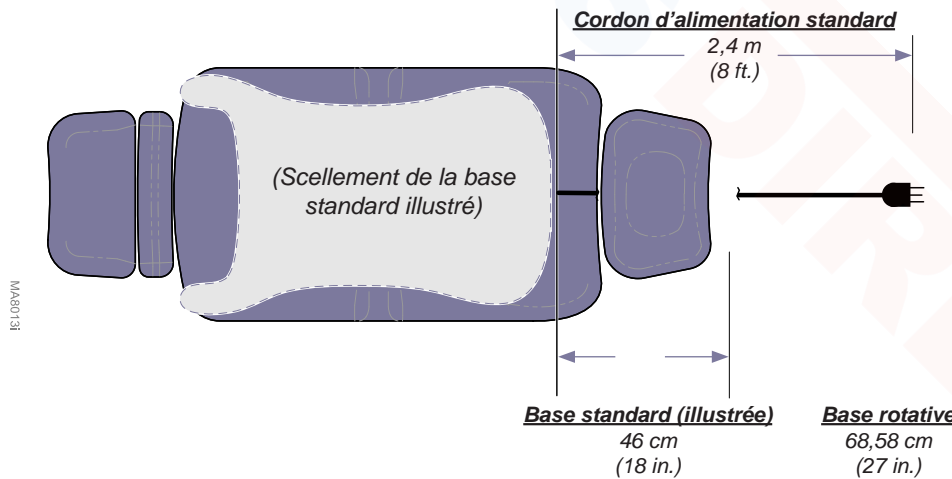 Cordon d’alimentation standard
2,4 m
(8 ft.)
(Scellement de la base
standard illustré)
MA8013i
Base standard (illustrée)
46 cm
(18 in.)
Base rotative
68,58 cm
(27 in.)